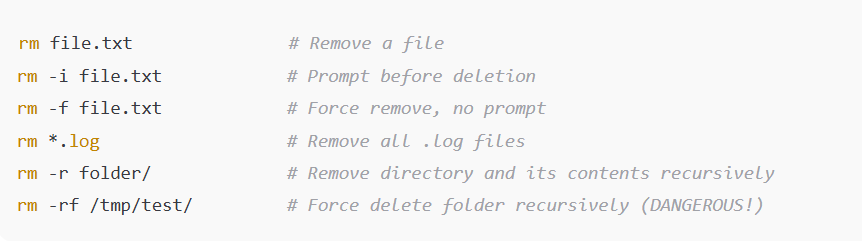 rm file.txt # Remove a file
rm -i file.txt # Prompt before deletion
rm -f file.txt # Force remove, no prompt
rm *.log # Remove all .log files
rm -r folder/ # Remove directory and its contents recursively
rm -rf /tmp/test/ # Force delete folder recursively (DANGEROUS!)